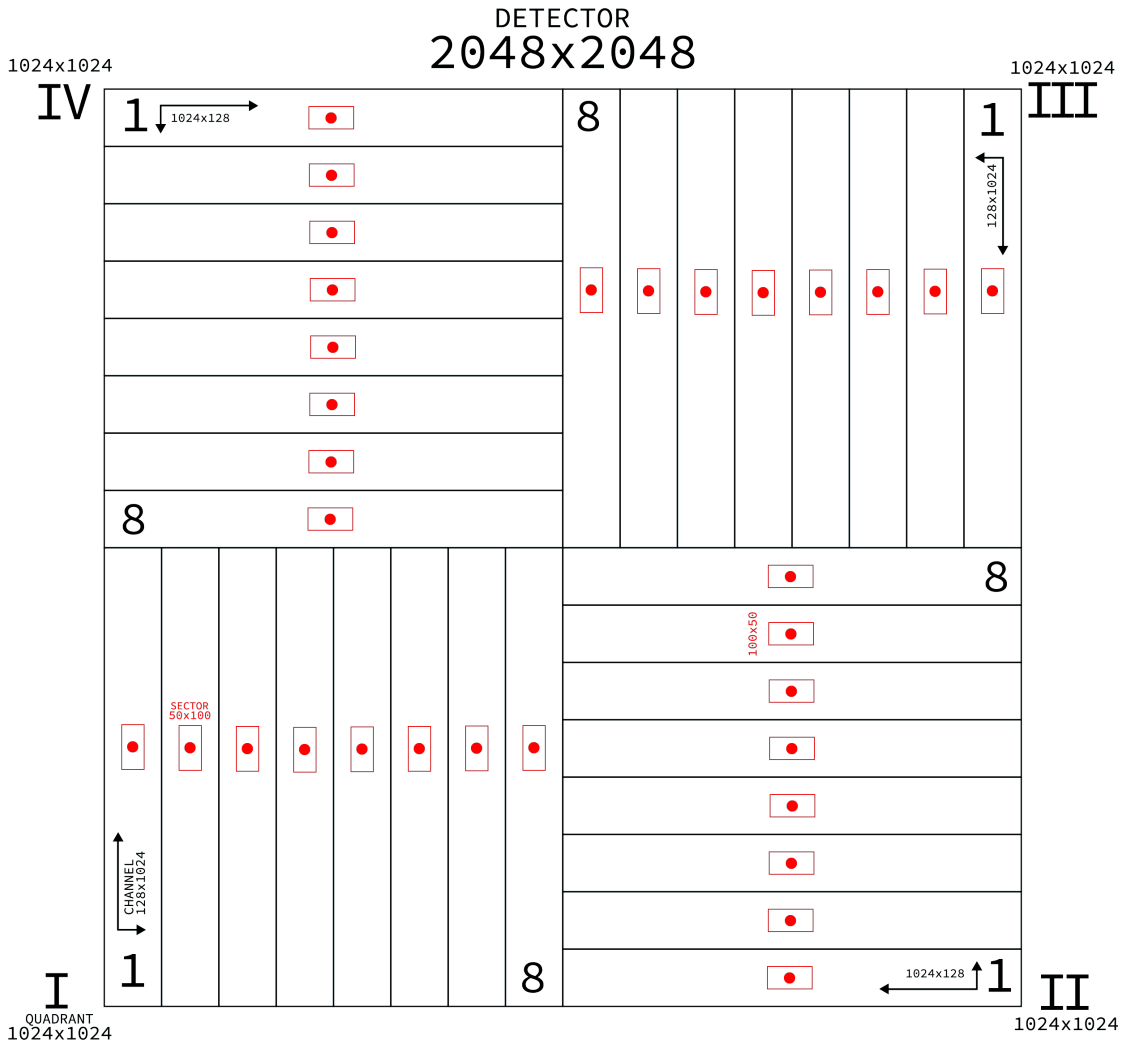 DETECTOR
2048x2048
1024x1024
IV
1024x1024
III
1
1024x128
8
1
128x1024
8
8
100x50
SECTOR
50x100
CHANNEL
128x1024
1
8
1024x128
1
I
QUADRANT
1024x1024
II
1024x1024